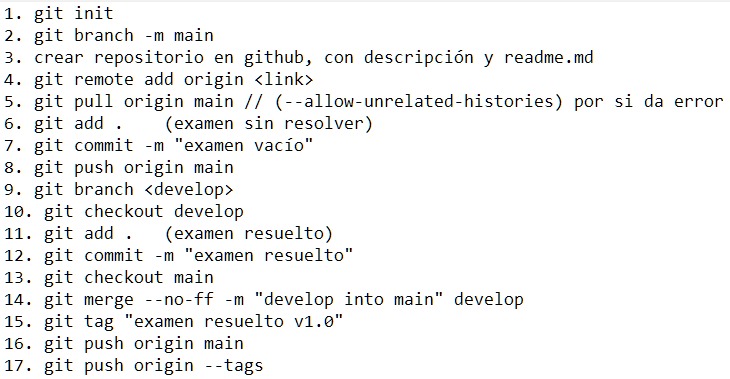 1. git init
2. git branch -m main
3. crear repositorio en github, con descripción y readme.md
4. git remote add origin <link>
5. git pull origin main // (--allow-unrelated-histories) por si da error
6. git add .    (examen sin resolver)
7. git commit -m "examen vacío"
8. git push origin main
9. git branch <develop>
10. git checkout develop
11. git add .   (examen resuelto)
12. git commit -m "examen resuelto"
13. git checkout main
14. git merge --no-ff -m "develop into main" develop
15. git tag "examen resuelto v1.0"
16. git push origin main
17. git push origin --tags